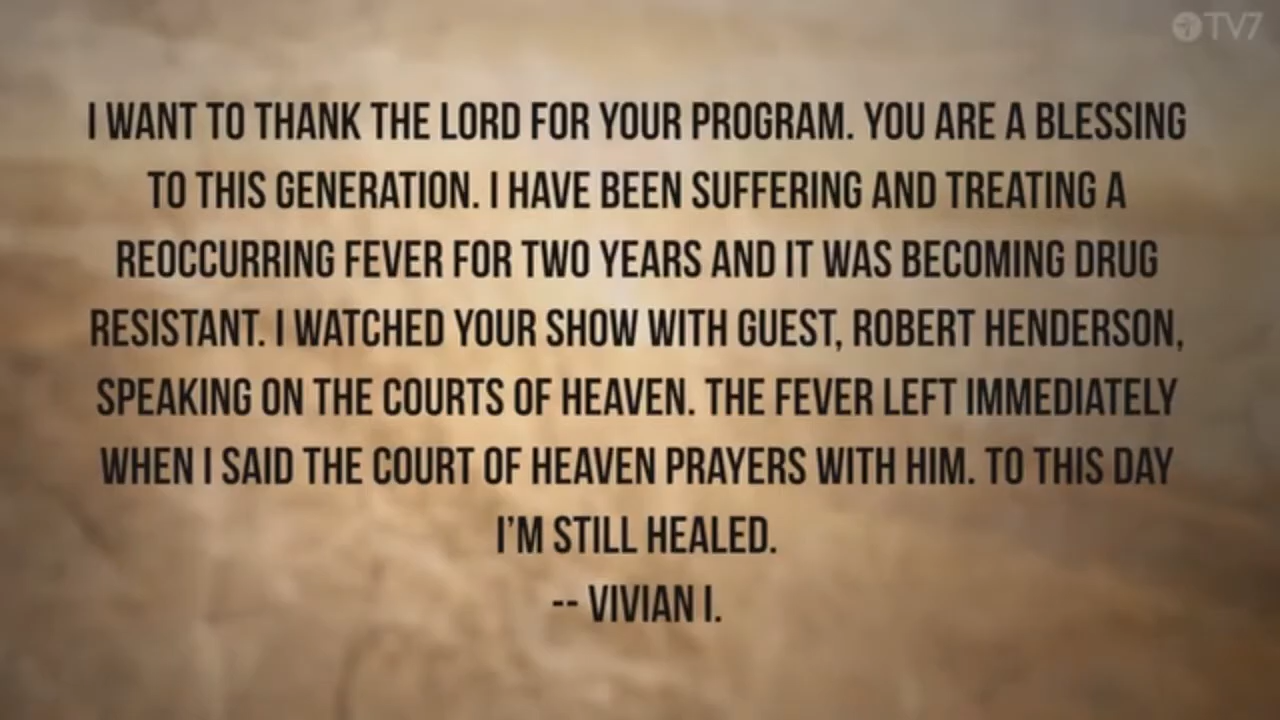 TV7
I WANT TO THANK THE LORD FOR YOUR PROGRAM. YOU ARE A BLESSING
TO THIS GENERATION. I HAVE BEEN SUFFERING AND TREATING A
REOCCURRING FEVER FOR TWO YEARS AND IT WAS BECOMING DRUG
RESISTANT. I WATCHED YOUR SHOW WITH GUEST, ROBERT HENDERSON,
SPEAKING ON THE COURTS OF HEAVEN. THE FEVER LEFT IMMEDIATELY
WHEN I SAID THE COURT OF HEAVEN PRAYERS WITH HIM. TO THIS DAY
I'M STILL HEALED.
-- VIVIAN I.